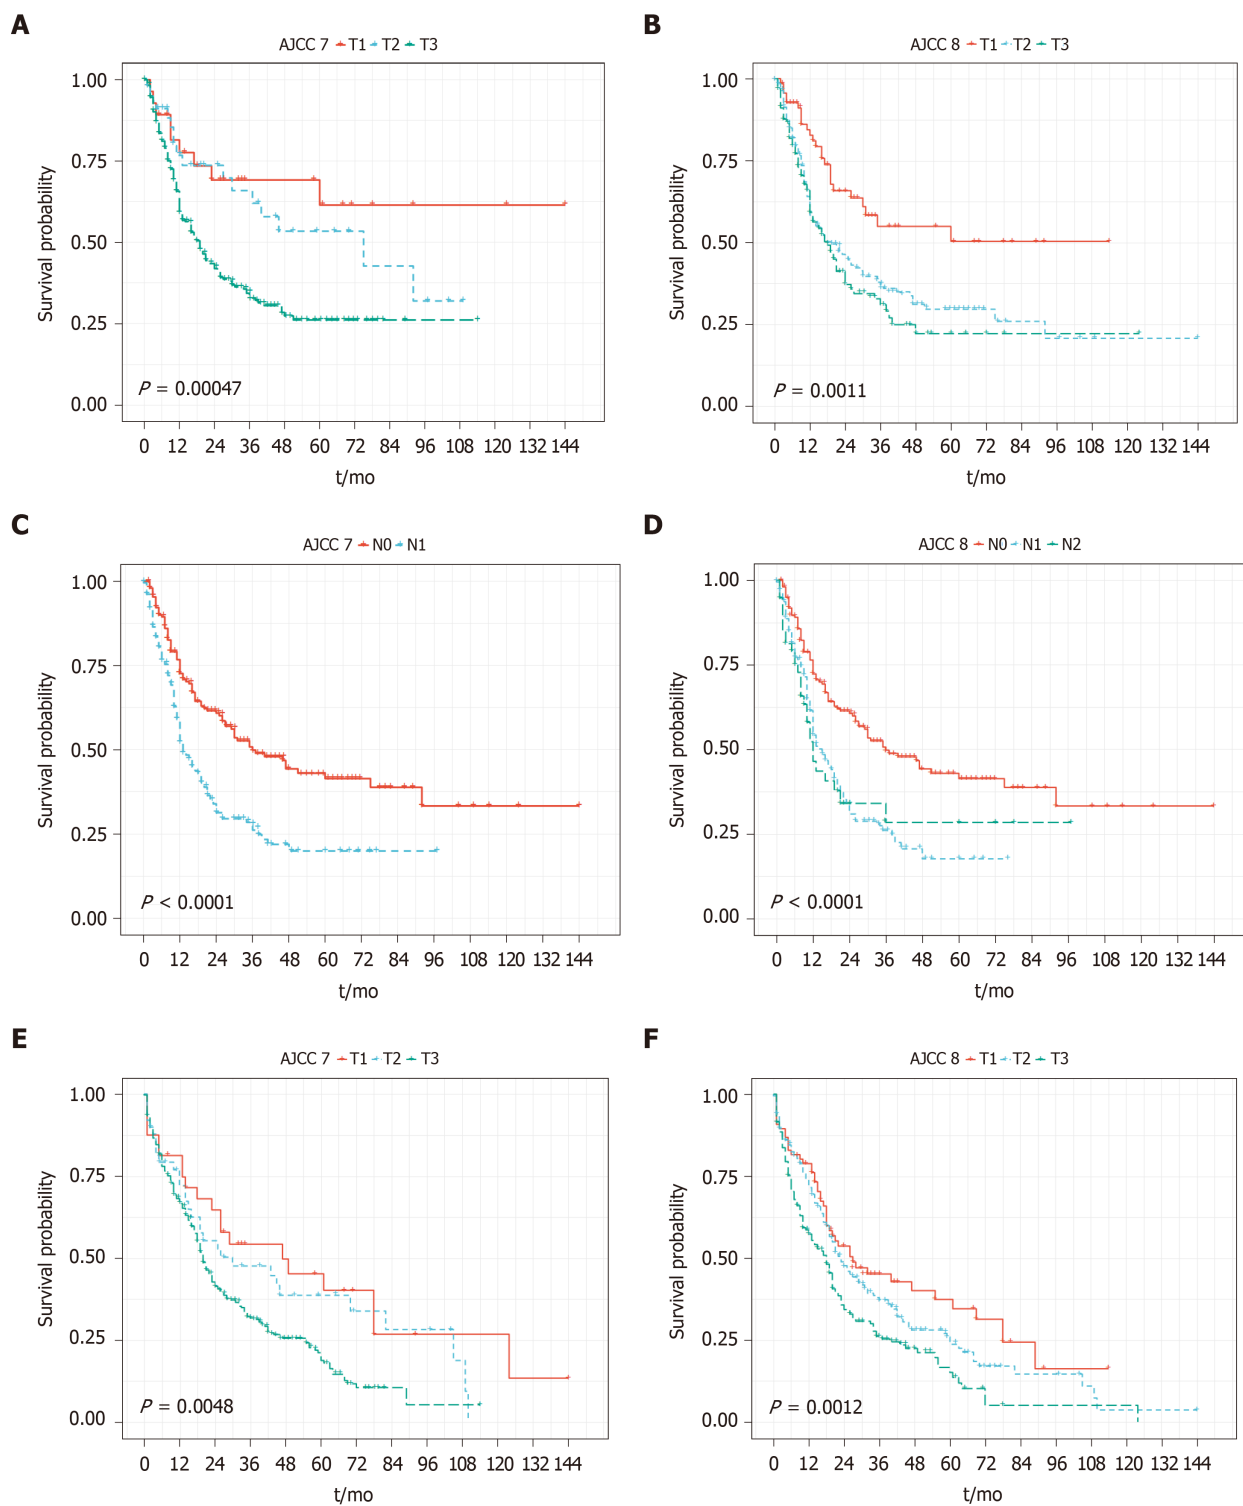 A
AJCC 7 T1 T2 T3
Survival probability
1.00
0.75
0.50
0.25
0.00
P = 0.00047
0 12 24 36 48 60 72 84 96 108 120 132 144
t/mo
B
AJCC 8 T1 T2 T3
Survival probability
1.00
0.75
0.50
0.25
0.00
P = 0.0011
0 12 24 36 48 60 72 84 96 108 120 132 144
t/mo
C
AJCC 7 N0 N1
Survival probability
1.00
0.75
0.50
0.25
0.00
P < 0.0001
0 12 24 36 48 60 72 84 96 108 120 132 144
t/mo
D
AJCC 8 N0 N1 N2
Survival probability
1.00
0.75
0.50
0.25
0.00
P < 0.0001
0 12 24 36 48 60 72 84 96 108 120 132 144
t/mo
E
AJCC 7 T1 T2 T3
Survival probability
1.00
0.75
0.50
0.25
0.00
P = 0.0048
0 12 24 36 48 60 72 84 96 108 120 132 144
t/mo
F
AJCC 8 T1 T2 T3
Survival probability
1.00
0.75
0.50
0.25
0.00
P = 0.0012
0 12 24 36 48 60 72 84 96 108 120 132 144
t/mo